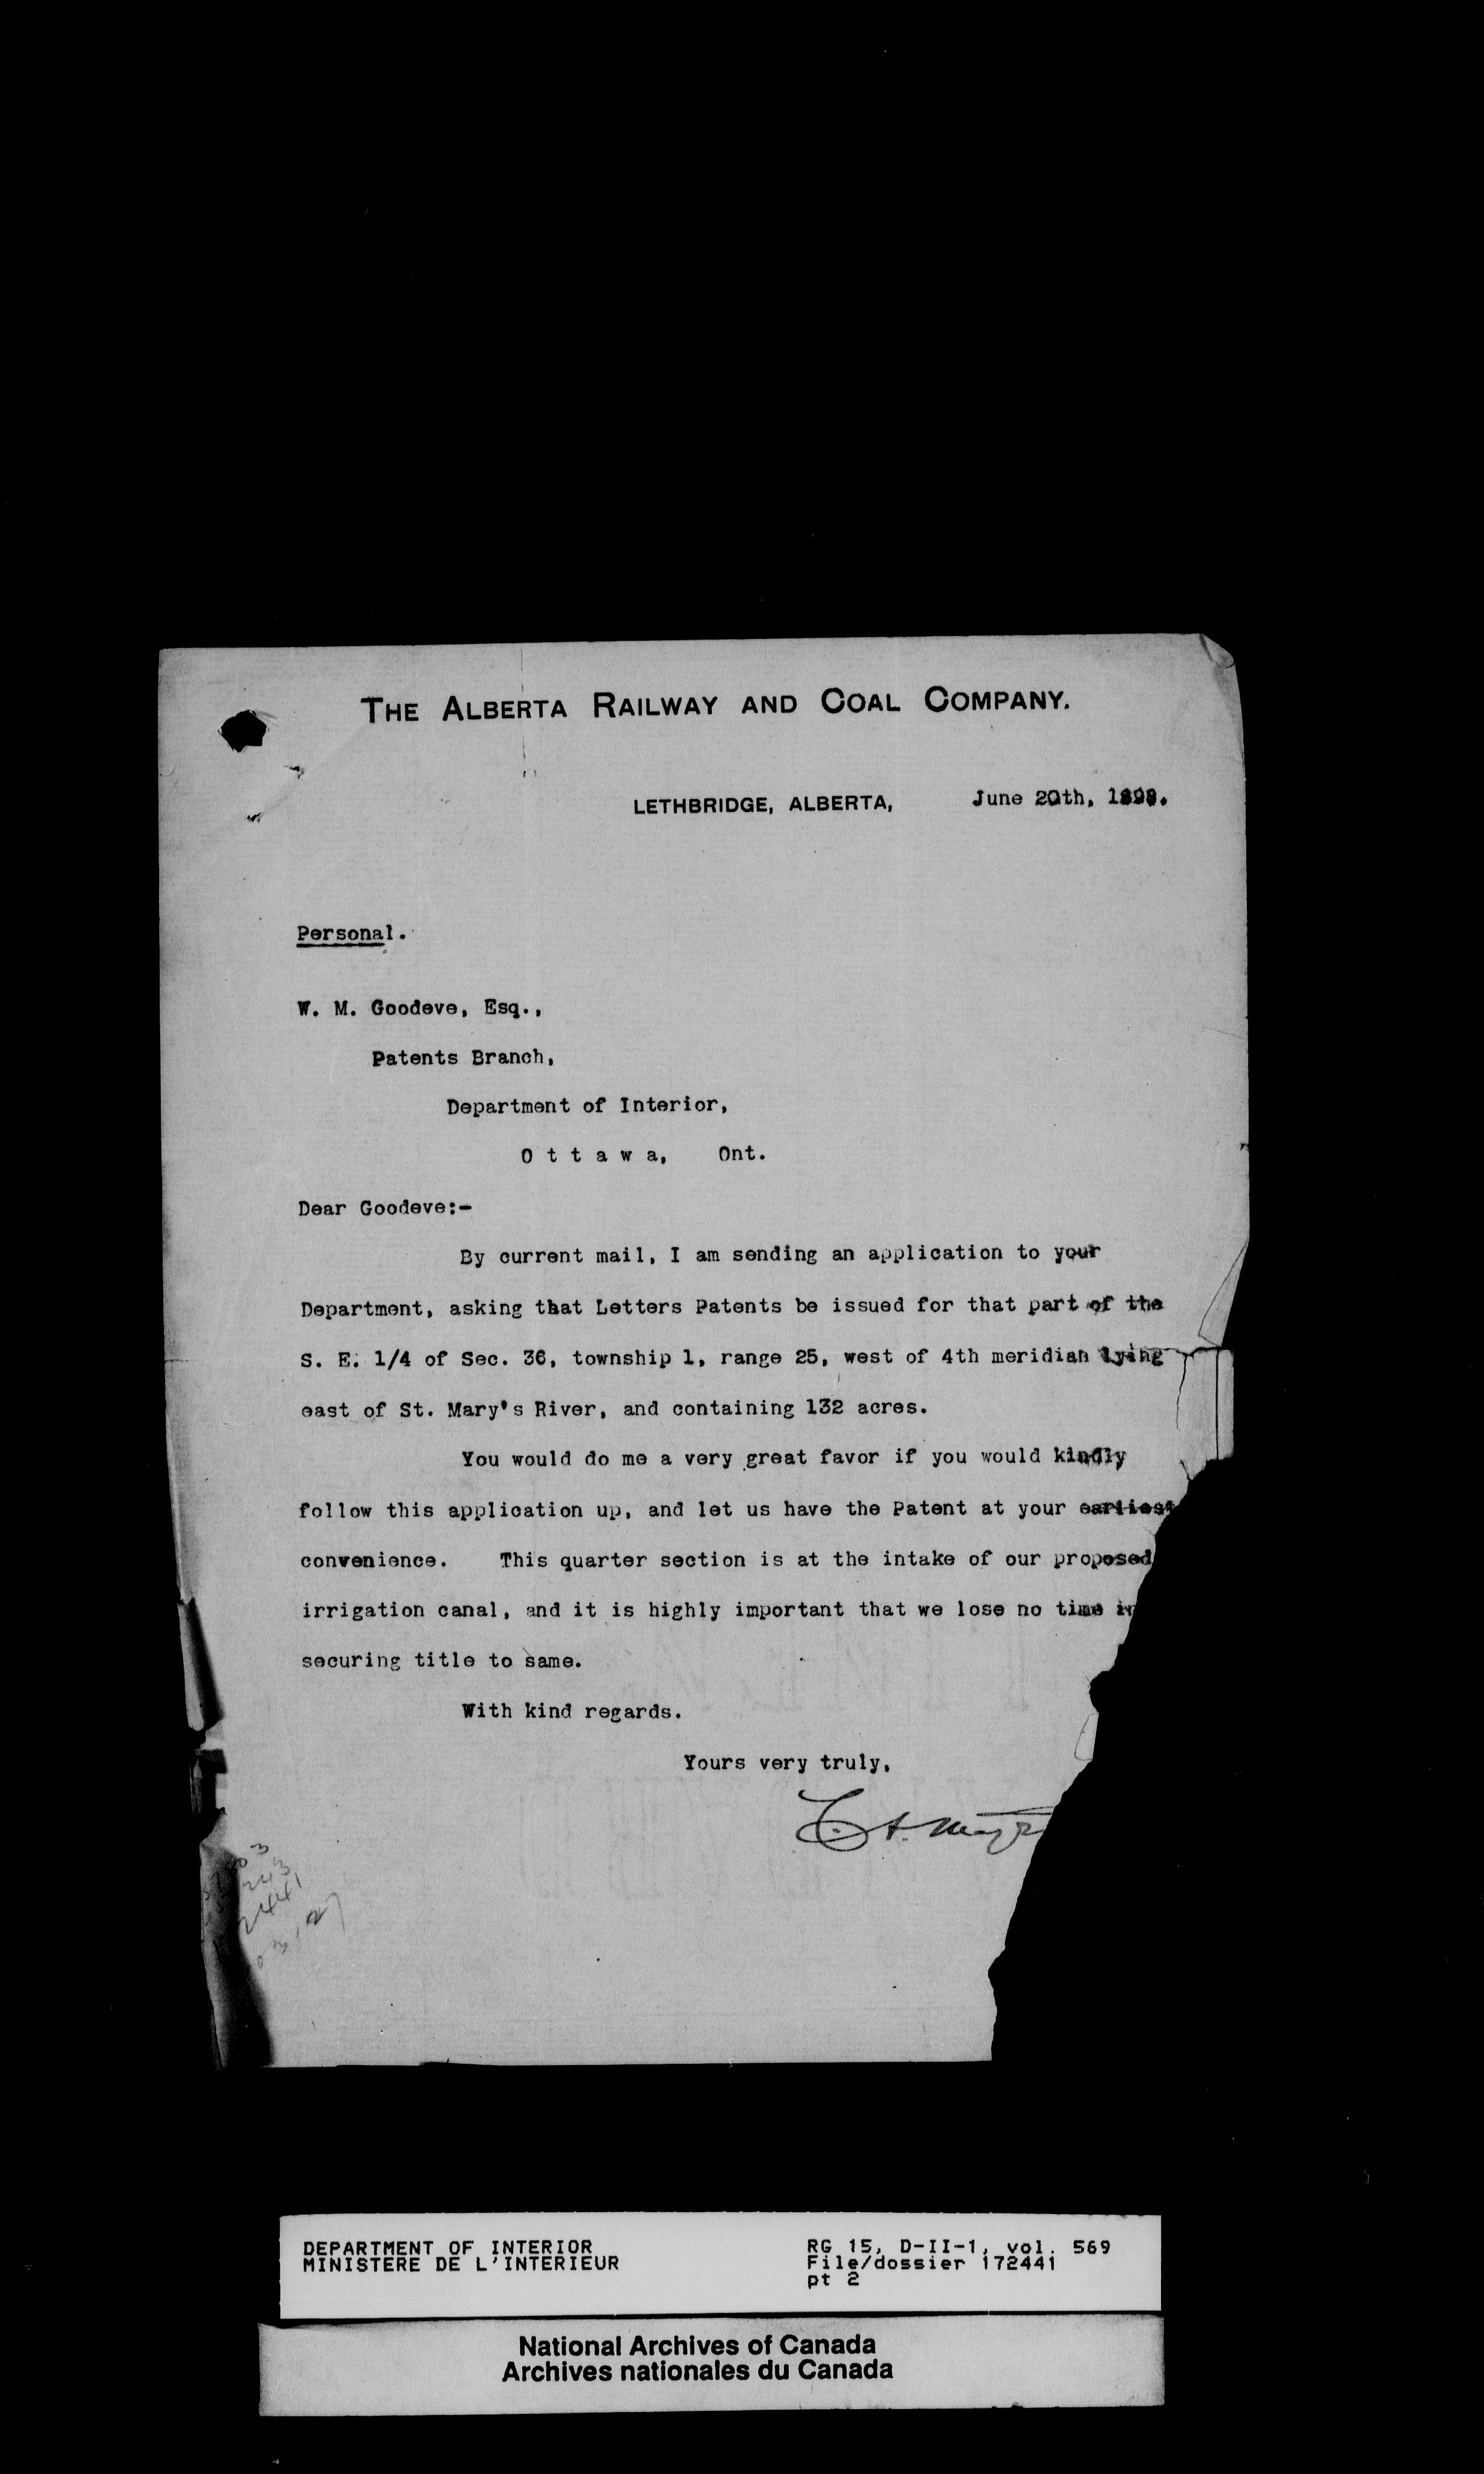 THE ALBERTA RAILWAY AND COAL COMPANY.
LETHBRIDGE, ALBERTA, June 20th, 1898.
Personal.
W. M. Goodeve, Esq.,
Patents Branch,
Department of Interior,
O t t a w a, Ont.
Dear Goodeve:-
By current mail, I am sending an application to your
Department, asking that Letters Patents be issued for that part of the
S. E. 1/4 of Sec. 36, township 1, range 25, west of 4th meridian lying
east of St. Mary's River, and containing 132 acres.
You would do me a very great favor if you would kindly
follow this application up, and let us have the Patent at your earliest
convenience. This quarter section is at the intake of our proposed
irrigation canal, and it is highly important that we lose no time in
securing title to same.
With kind regards.
Yours very truly,
DEPARTMENT OF INTERIOR
MINISTERE DE L'INTERIEUR
RG 15, D-II-1, vol. 569
File/dossier 172441
pt 2
National Archives of Canada
Archives nationales du Canada